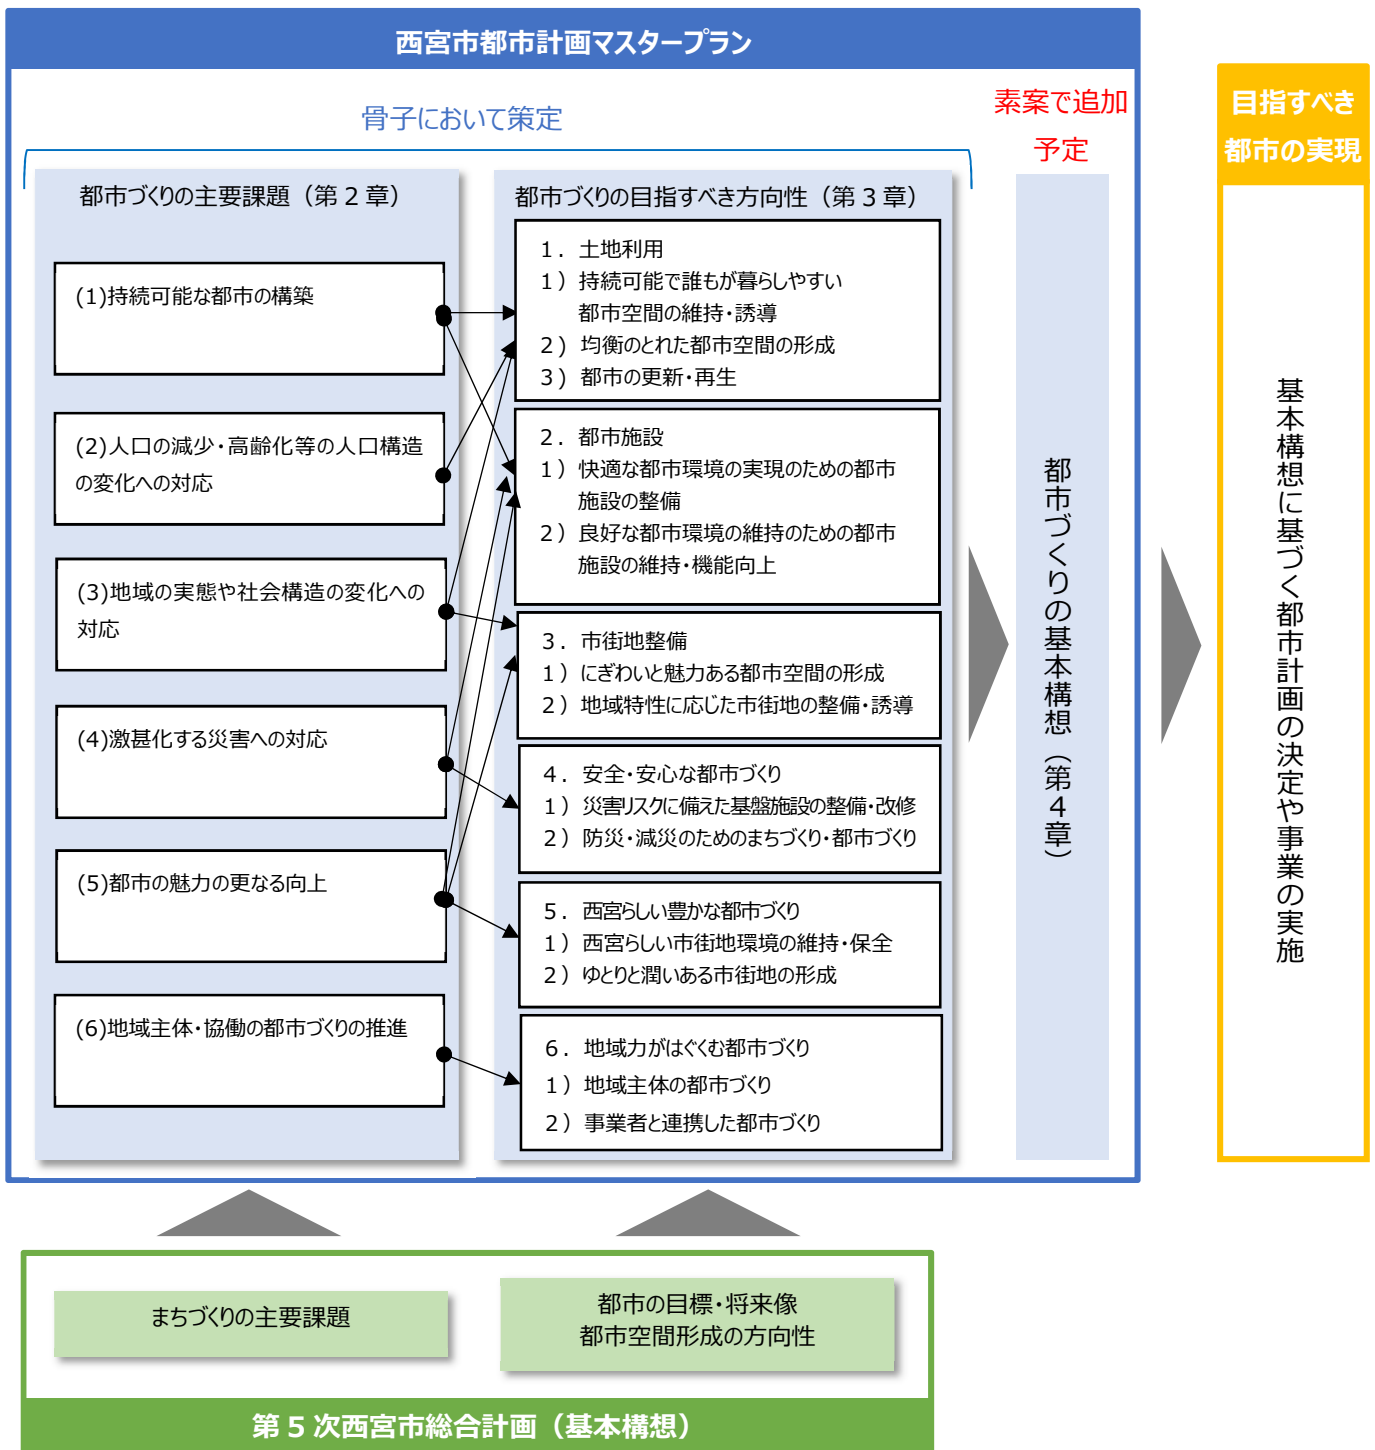 西宮市都市計画マスタープラン
骨子において策定
素案で追加
予定
都市づくりの主要課題（第２章）
(1)持続可能な都市の構築
(2)人口の減少・高齢化等の人口構造
の変化への対応
(3)地域の実態や社会構造の変化への
対応
(4)激甚化する災害への対応
(5)都市の魅力の更なる向上
(6)地域主体・協働の都市づくりの推進
都市づくりの目指すべき方向性（第３章）
１．土地利用
１）持続可能で誰もが暮らしやすい
都市空間の維持・誘導
２）均衡のとれた都市空間の形成
３）都市の更新・再生
２．都市施設
１）快適な都市環境の実現のための都市
施設の整備
２）良好な都市環境の維持のための都市
施設の維持・機能向上
３．市街地整備
１）にぎわいと魅力ある都市空間の形成
２）地域特性に応じた市街地の整備・誘導
４．安全・安心な都市づくり
１）災害リスクに備えた基盤施設の整備・改修
２）防災・減災のためのまちづくり・都市づくり
５．西宮らしい豊かな都市づくり
１）西宮らしい市街地環境の維持・保全
２）ゆとりと潤いある市街地の形成
６．地域力がはぐくむ都市づくり
１）地域主体の都市づくり
２）事業者と連携した都市づくり
都市づくりの基本構想（第４章）
目指すべき
都市の実現
基本構想に基づく都市計画の決定や事業の実施
まちづくりの主要課題
都市の目標・将来像
都市空間形成の方向性
第５次西宮市総合計画（基本構想）